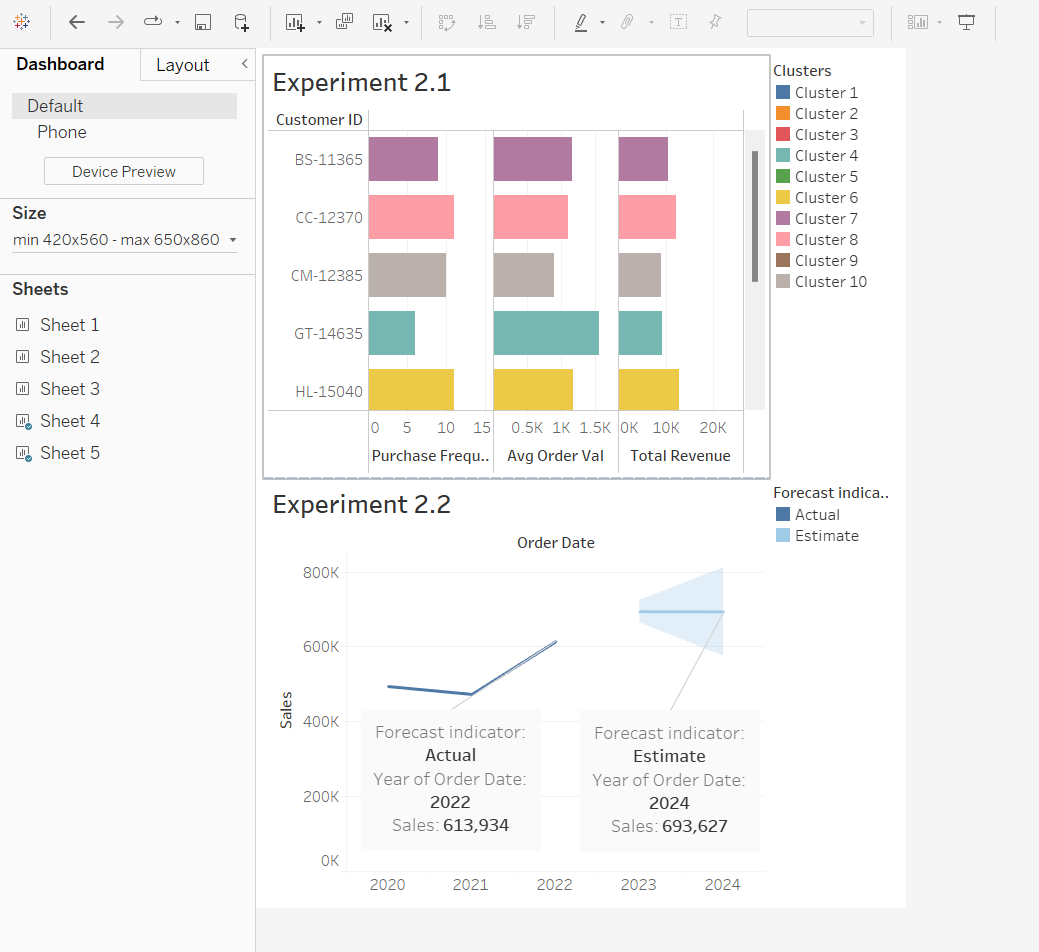 Dashboard
Layout
Default
Phone
Device Preview
Size
min 420x560 - max 650x860
Sheets
Sheet 1
Sheet 2
Sheet 3
Sheet 4
Sheet 5
Experiment 2.1
Customer ID
BS-11365
CC-12370
CM-12385
GT-14635
HL-15040
0 5 10 15 0.5K 1K 1.5K 0K 10K 20K
Purchase Frequ.. Avg Order Val Total Revenue
Clusters
Cluster 1
Cluster 2
Cluster 3
Cluster 4
Cluster 5
Cluster 6
Cluster 7
Cluster 8
Cluster 9
Cluster 10
Experiment 2.2
Order Date
800K
600K
400K
200K
0K
Sales
Forecast indicator:
Actual
Year of Order Date:
2022
Sales: 613,934
Forecast indicator:
Estimate
Year of Order Date:
2024
Sales: 693,627
2020 2021 2022 2023 2024
Forecast indica..
Actual
Estimate